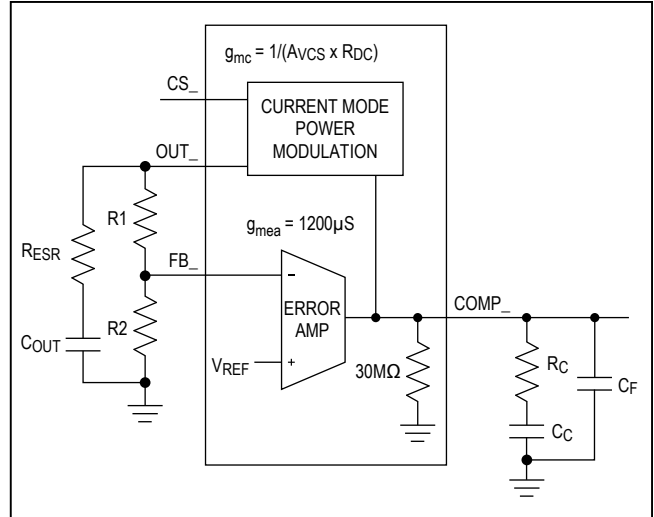 gmc = 1/(AVCS x RDC)
CS_
CURRENT MODE
POWER
MODULATION
OUT_
R1
gmea = 1200µS
RESR
FB_
-
ERROR
AMP
COMP_
R2
COUT
VREF
+
30MΩ
RC
CF
CC